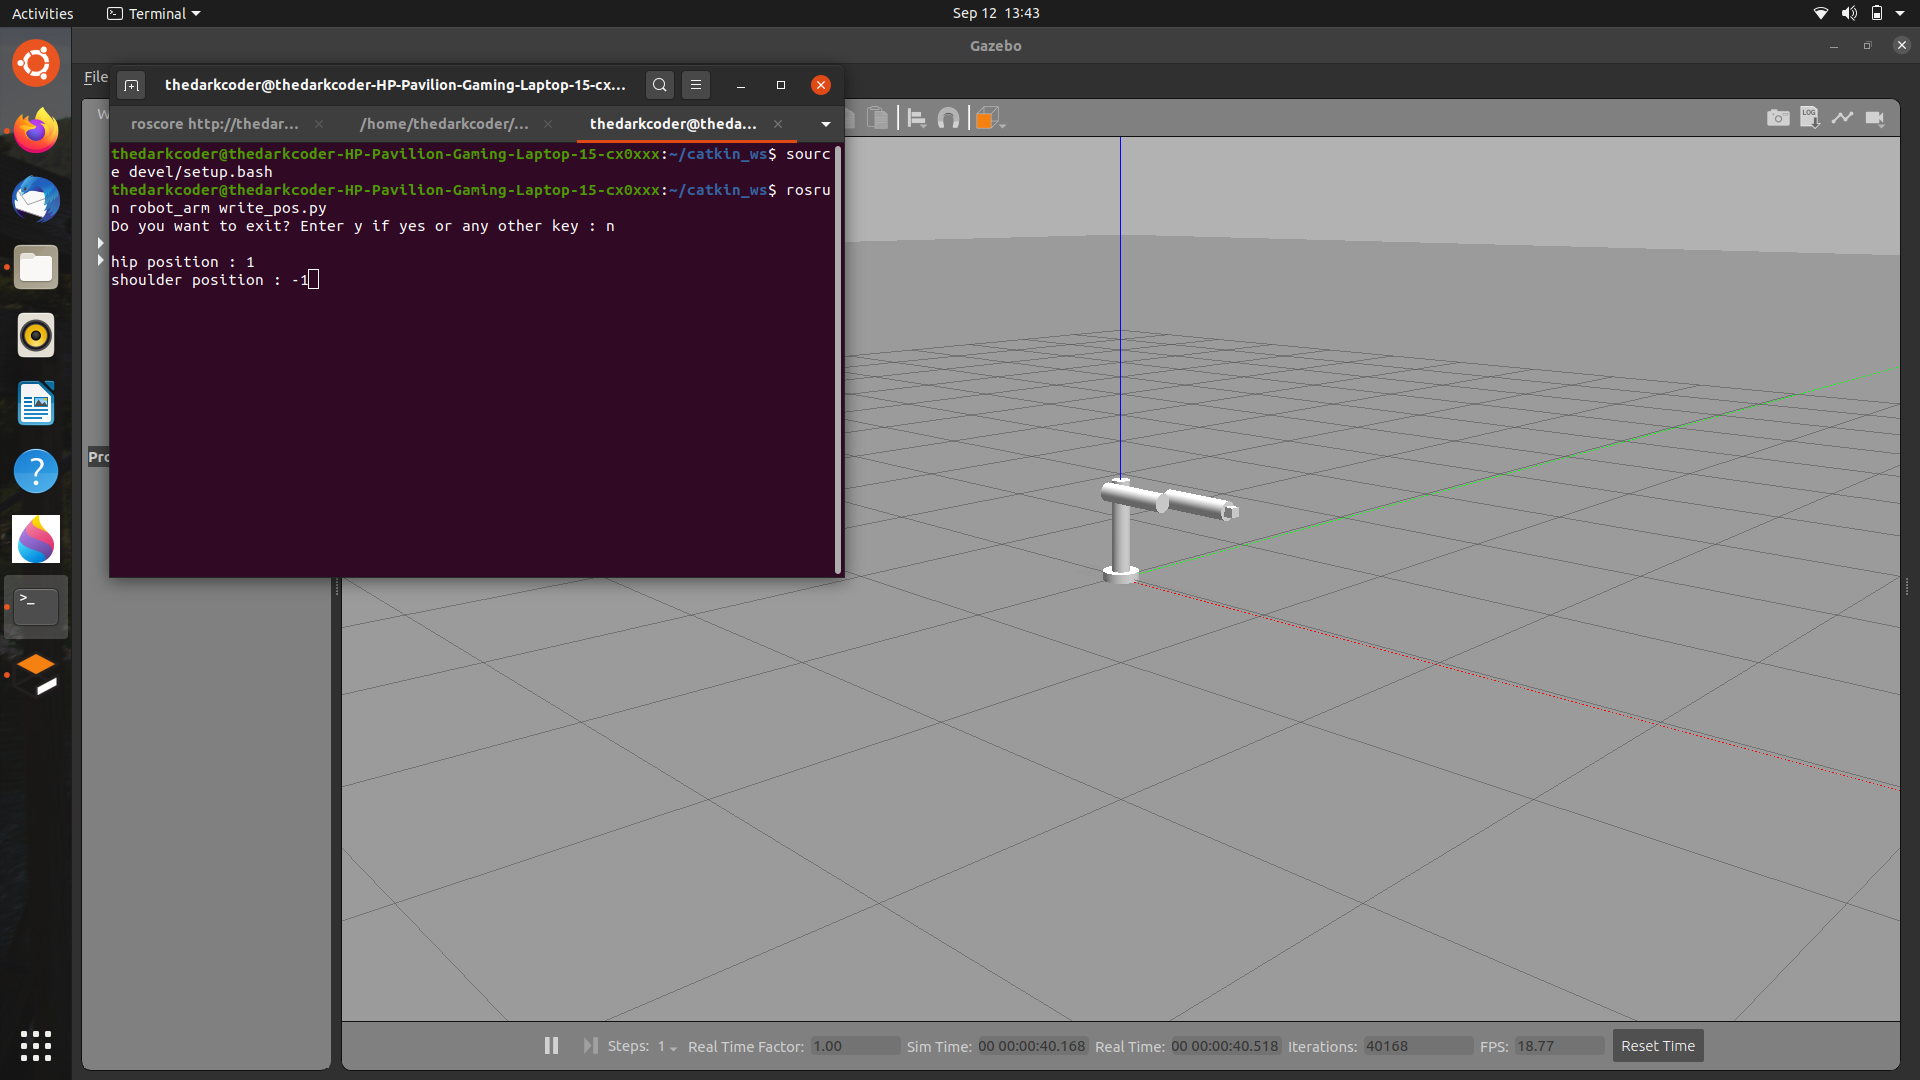 Activities
Terminal
Sep 12 13:43
Gazebo
File
thedarkcoder@thedarkcoder-HP-Pavilion-Gaming-Laptop-15-cx...
roscore http://thedar...
/home/thedarkcoder/...
thedarkcoder@theda...
LOG
thedarkcoder@thedarkcoder-HP-Pavilion-Gaming-Laptop-15-cx0xxx:~/catkin_ws$ sourc
e devel/setup.bash
thedarkcoder@thedarkcoder-HP-Pavilion-Gaming-Laptop-15-cx0xxx:~/catkin_ws$ rosru
n robot_arm write_pos.py
Do you want to exit? Enter y if yes or any other key : n
hip position : 1
shoulder position : -1
Steps: 1
Real Time Factor: 1.00
Sim Time: 00 00:00:40.168
Real Time: 00 00:00:40.518
Iterations: 40168
FPS: 18.77
Reset Time